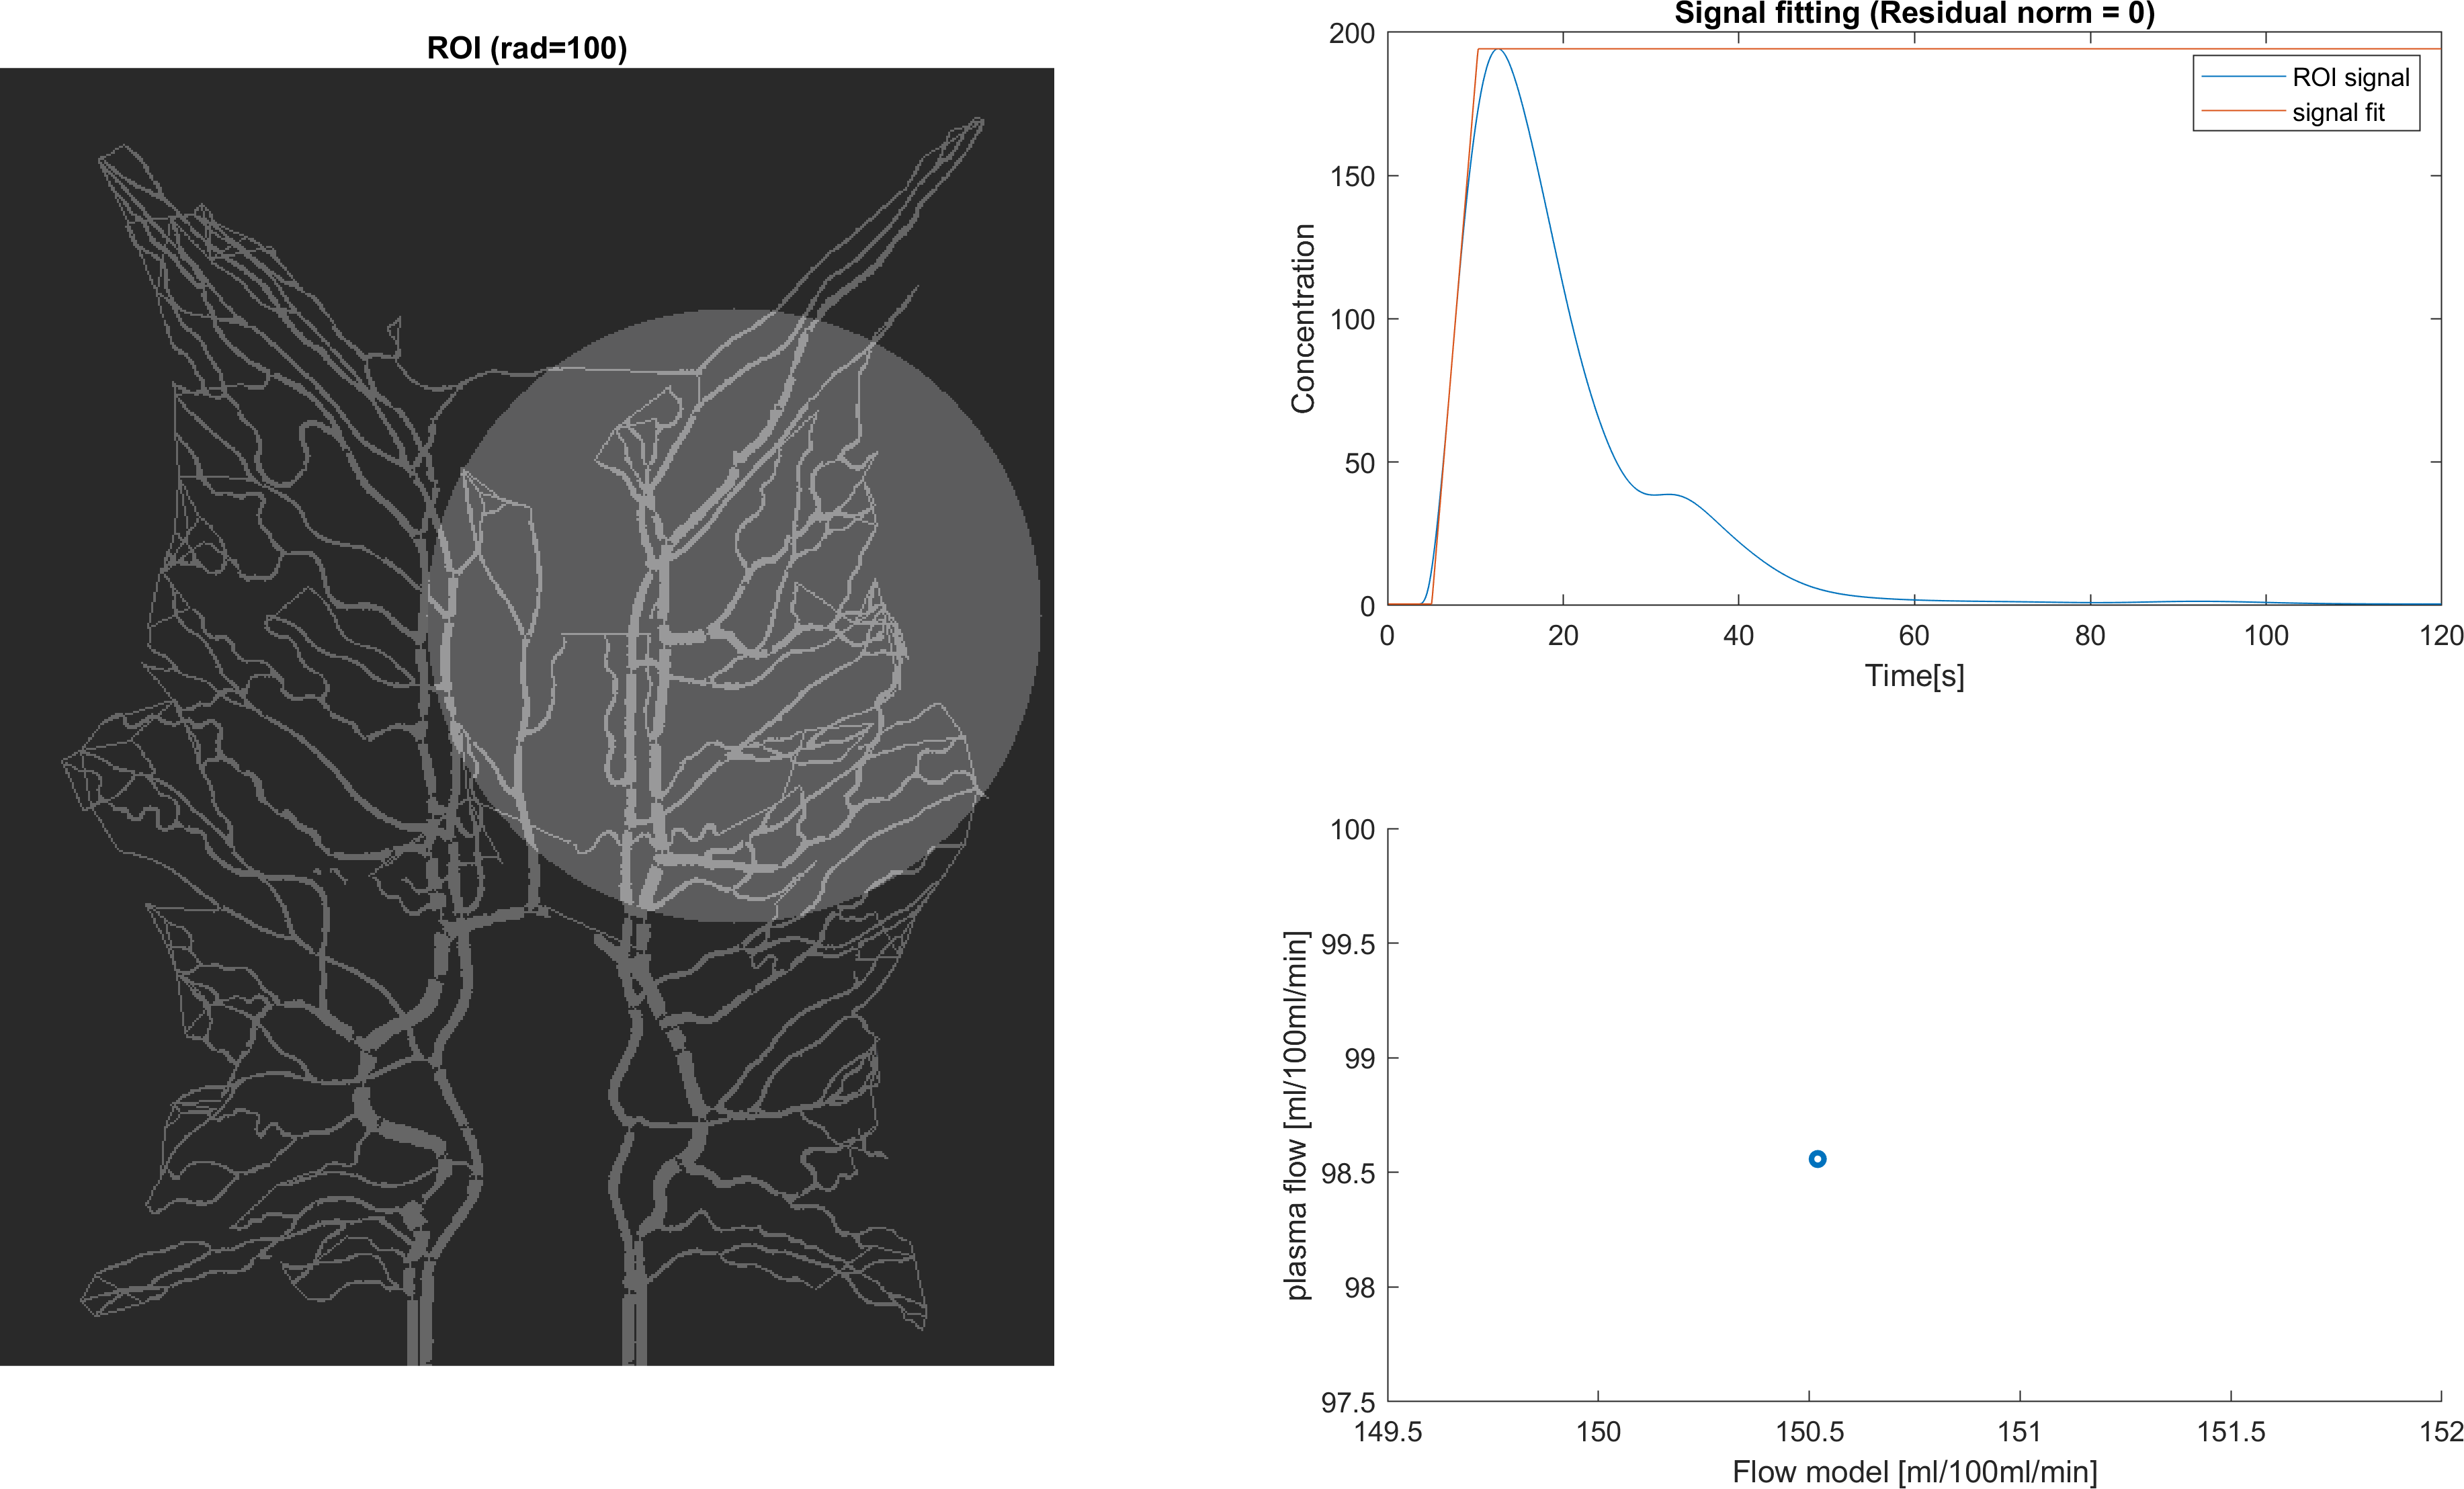 ROI (rad=100)
Signal fitting (Residual norm = 0)
200
150
100
50
0
Concentration
ROI signal
signal fit
0 20 40 60 80 100 120
Time[s]
100
99.5
99
98.5
98
97.5
plasma flow [ml/100ml/min]
149.5 150 150.5 151 151.5 152
Flow model [ml/100ml/min]